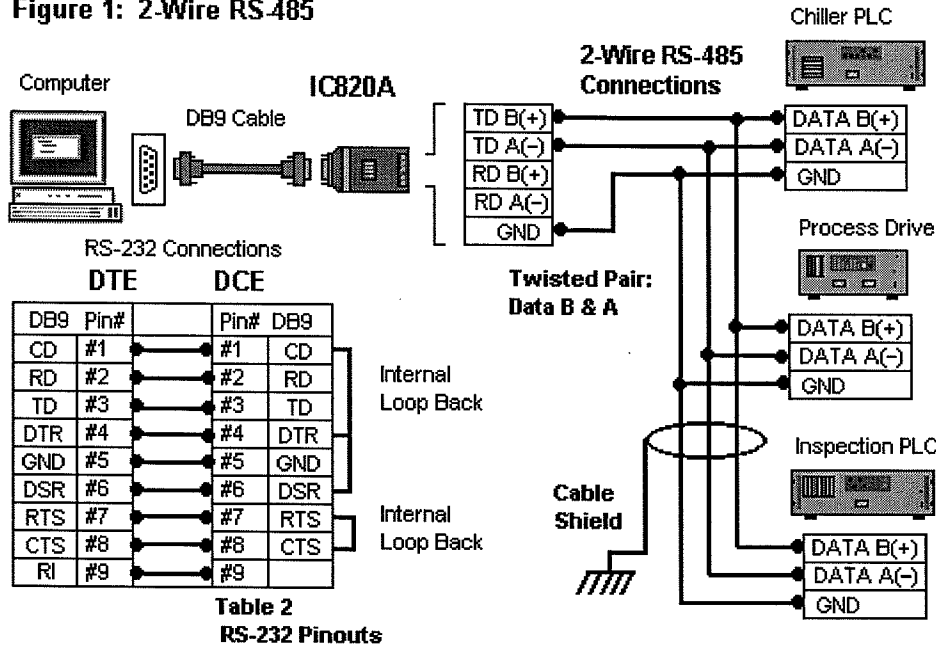 Figure 1: 2-Wire RS-485
Chiller PLC
Computer
IC820A
2-Wire RS-485
Connections
DB9 Cable
TD B(+)
TD A(-)
RD B(+)
RD A(-)
GND
DATA B(+)
DATA A(-)
GND
RS-232 Connections
DTE DCE
Twisted Pair:
Data B & A
Process Drive
DATA B(+)
DATA A(-)
GND
DB9 Pin# Pin# DB9
CD #1 #1 CD
RD #2 #2 RD
TD #3 #3 TD
DTR #4 #4 DTR
GND #5 #5 GND
DSR #6 #6 DSR
RTS #7 #7 RTS
CTS #8 #8 CTS
RI #9 #9
Internal
Loop Back
Internal
Loop Back
Cable
Shield
Inspection PLC
DATA B(+)
DATA A(-)
GND
Table 2
RS-232 Pinouts